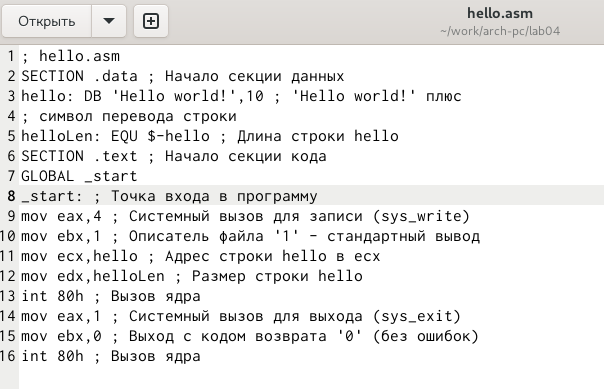 Открыть
hello.asm
~/work/arch-pc/lab04
1 ; hello.asm
2 SECTION .data ; Начало секции данных
3 hello: DB 'Hello world!',10 ; 'Hello world!' плюс
4 ; символ перевода строки
5 helloLen: EQU $-hello ; Длина строки hello
6 SECTION .text ; Начало секции кода
7 GLOBAL _start
8 _start: ; Точка входа в программу
9 mov eax,4 ; Системный вызов для записи (sys_write)
10 mov ebx,1 ; Описатель файла '1' - стандартный вывод
11 mov ecx,hello ; Адрес строки hello в ecx
12 mov edx,helloLen ; Размер строки hello
13 int 80h ; Вызов ядра
14 mov eax,1 ; Системный вызов для выхода (sys_exit)
15 mov ebx,0 ; Выход с кодом возврата '0' (без ошибок)
16 int 80h ; Вызов ядра